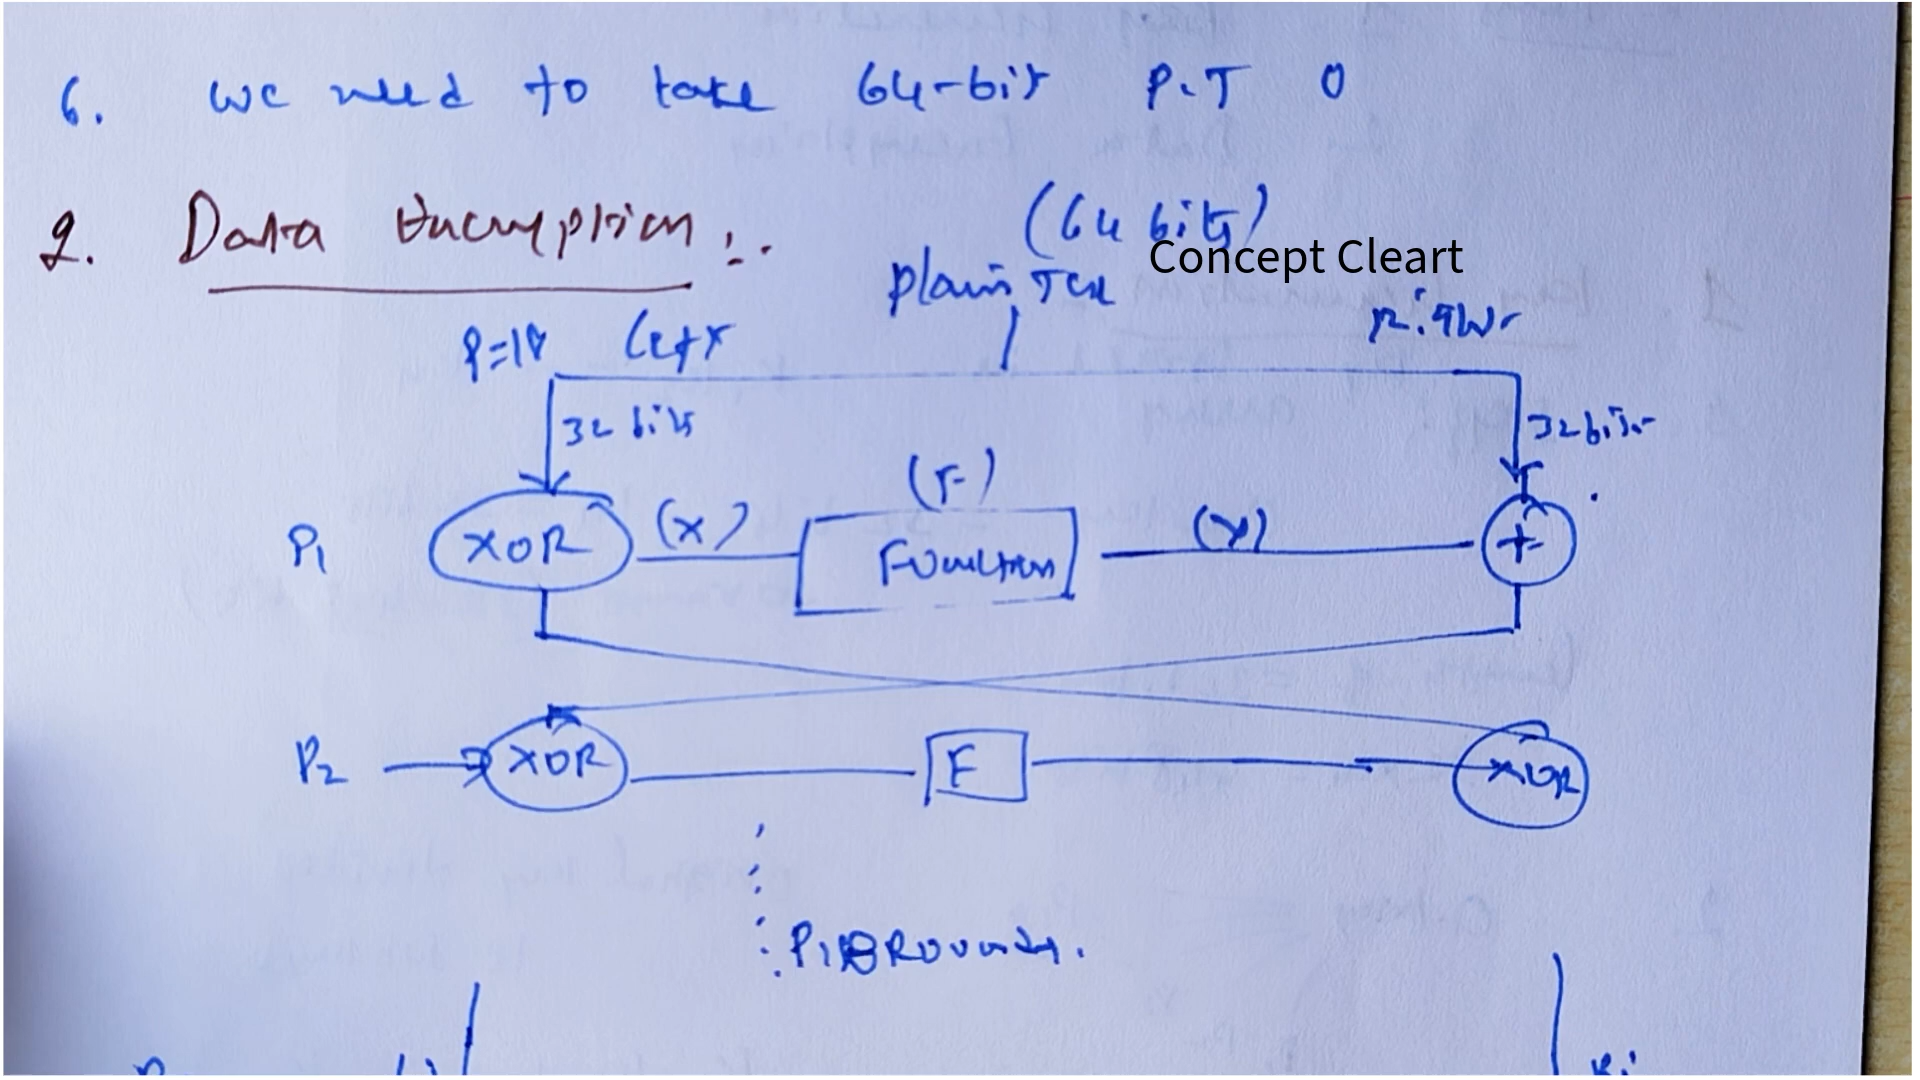 6. we need to take 64-bit P.T 0
2. Data Encryption :.
(64 bits)
Concept Cleart
plain Text
P=18 Left
Right
32 bits
32 bits
(F)
P1 XOR (x) Function (y) +
P2 XOR F XOR
P18 Rounds.